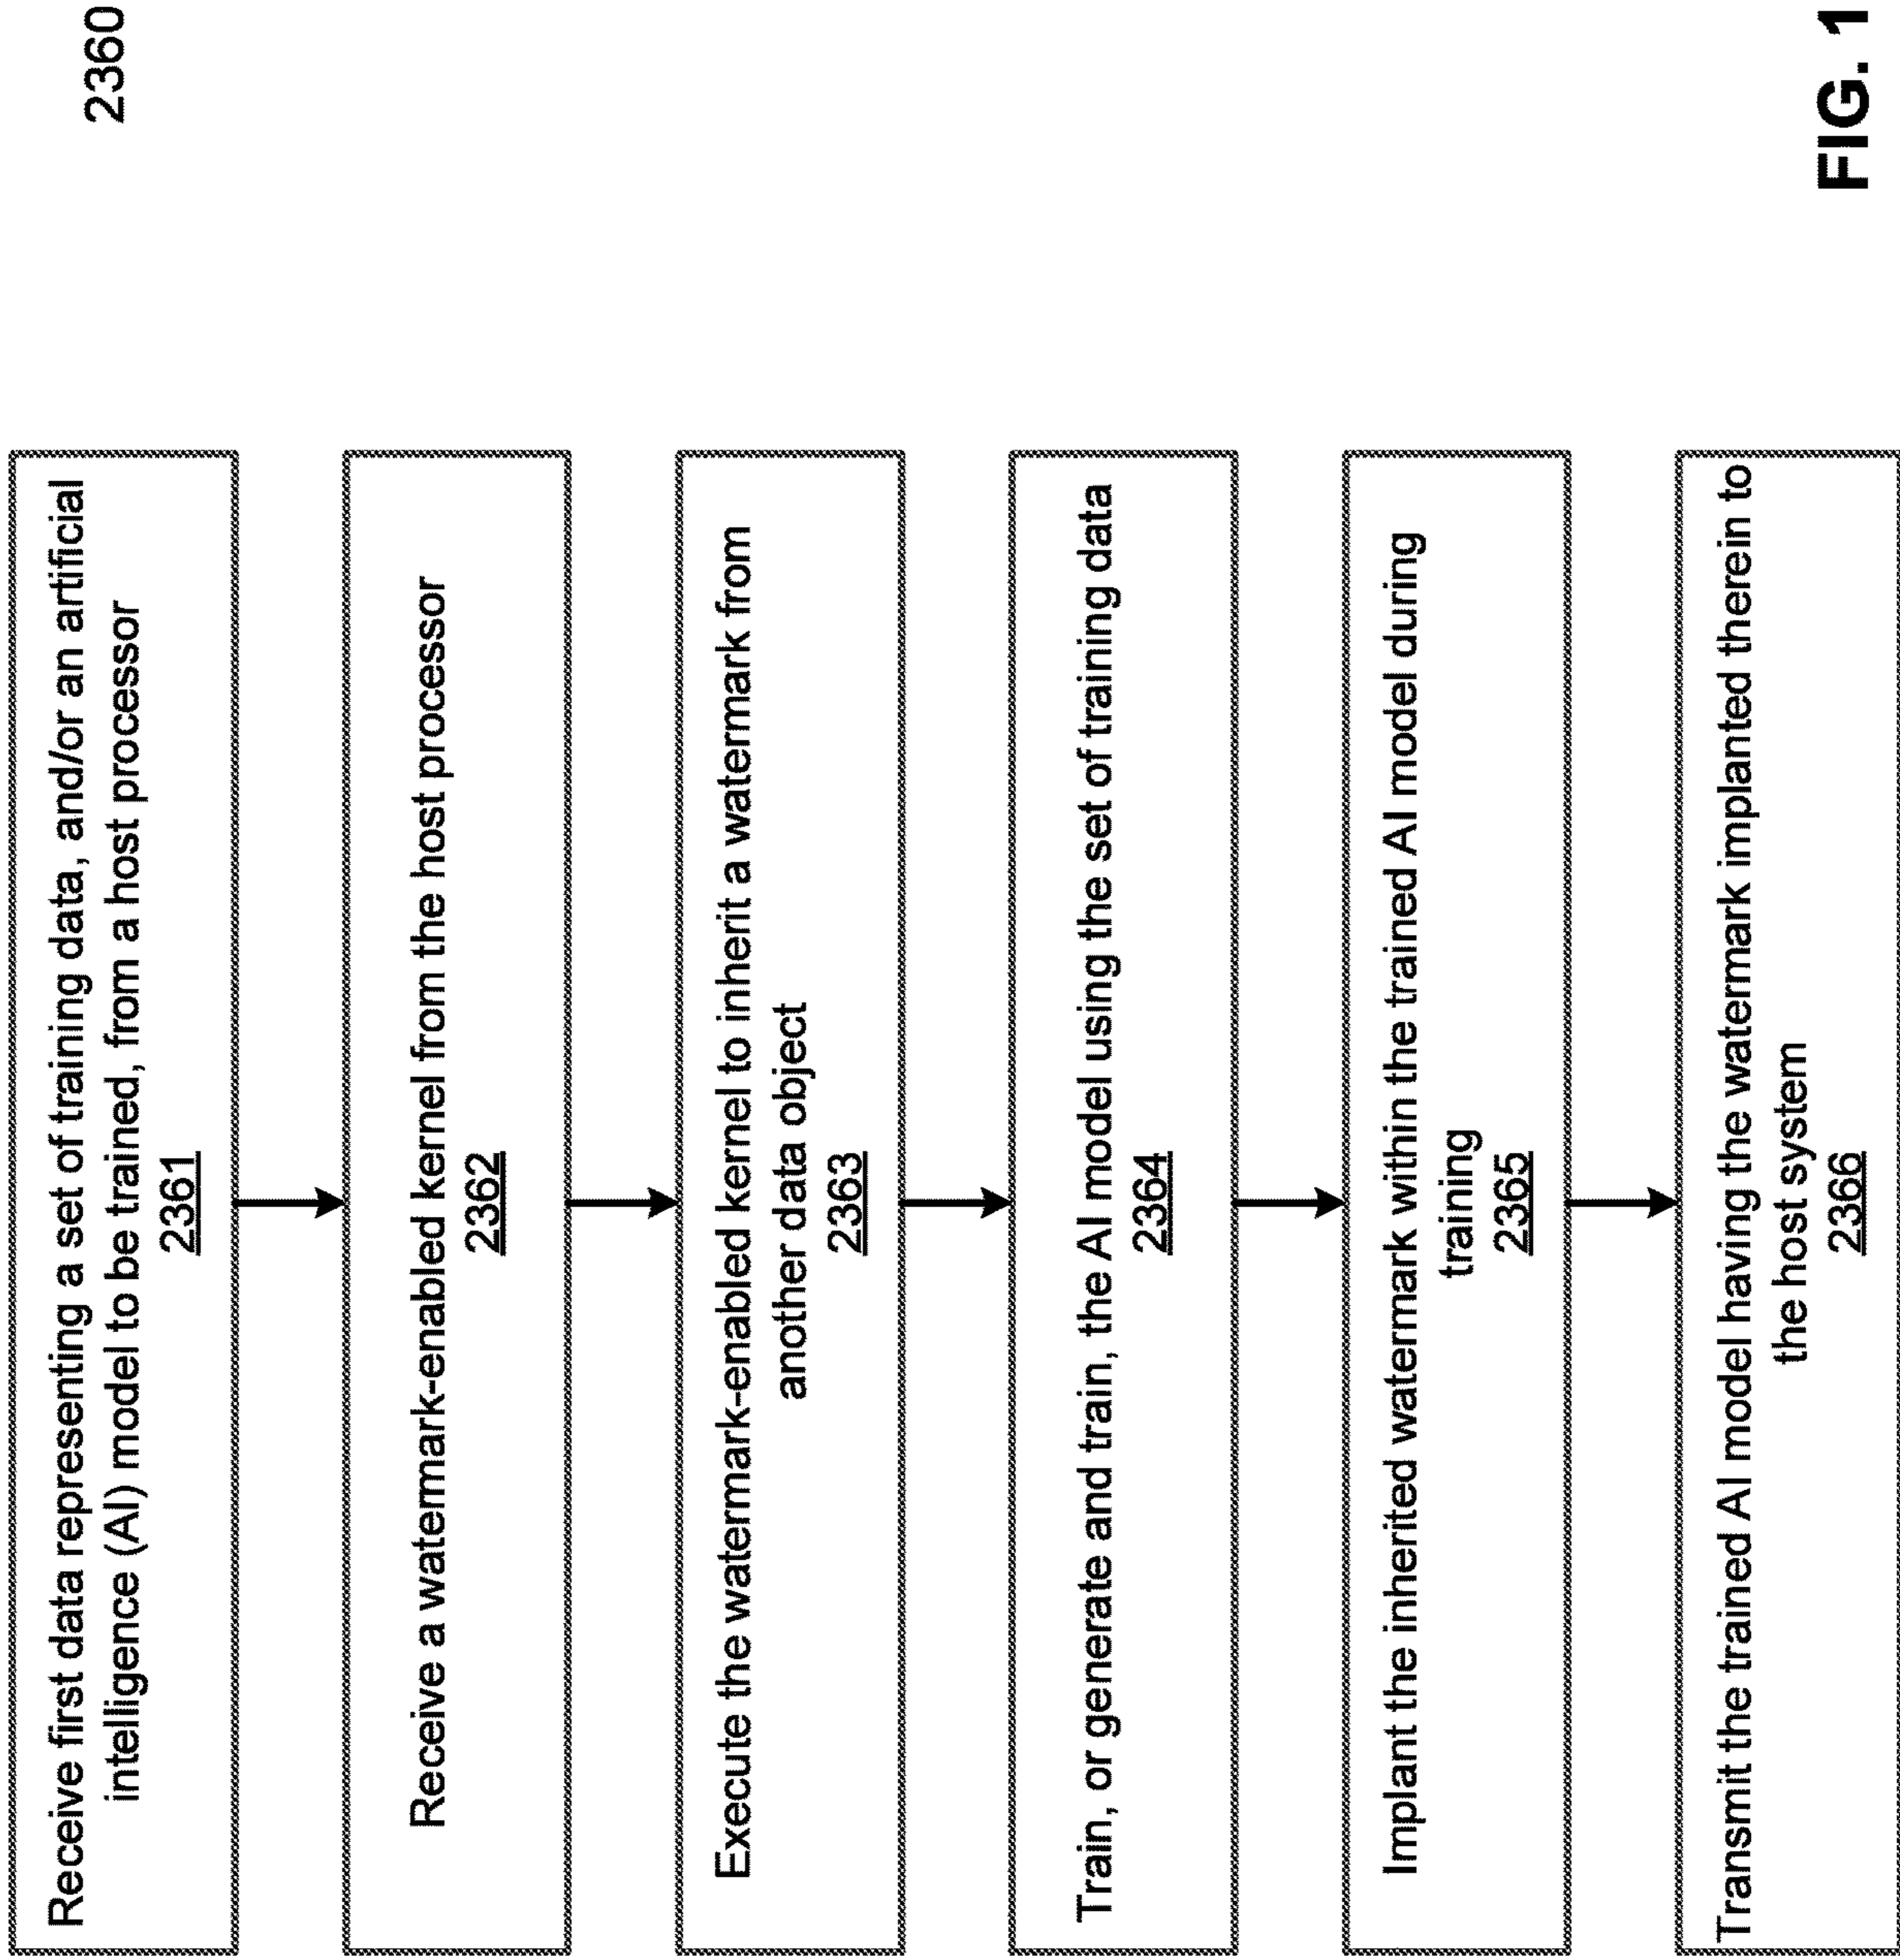 2360
Receive first data representing a set of training data, and/or an artificial
intelligence (AI) model to be trained, from a host processor
2361
Receive a watermark-enabled kernel from the host processor
2362
Execute the watermark-enabled kernel to inherit a watermark from
another data object
2363
Train, or generate and train, the AI model using the set of training data
2364
Implant the inherited watermark within the trained AI model during
training
2365
Transmit the trained AI model having the watermark implanted therein to
the host system
2366
FIG. 1